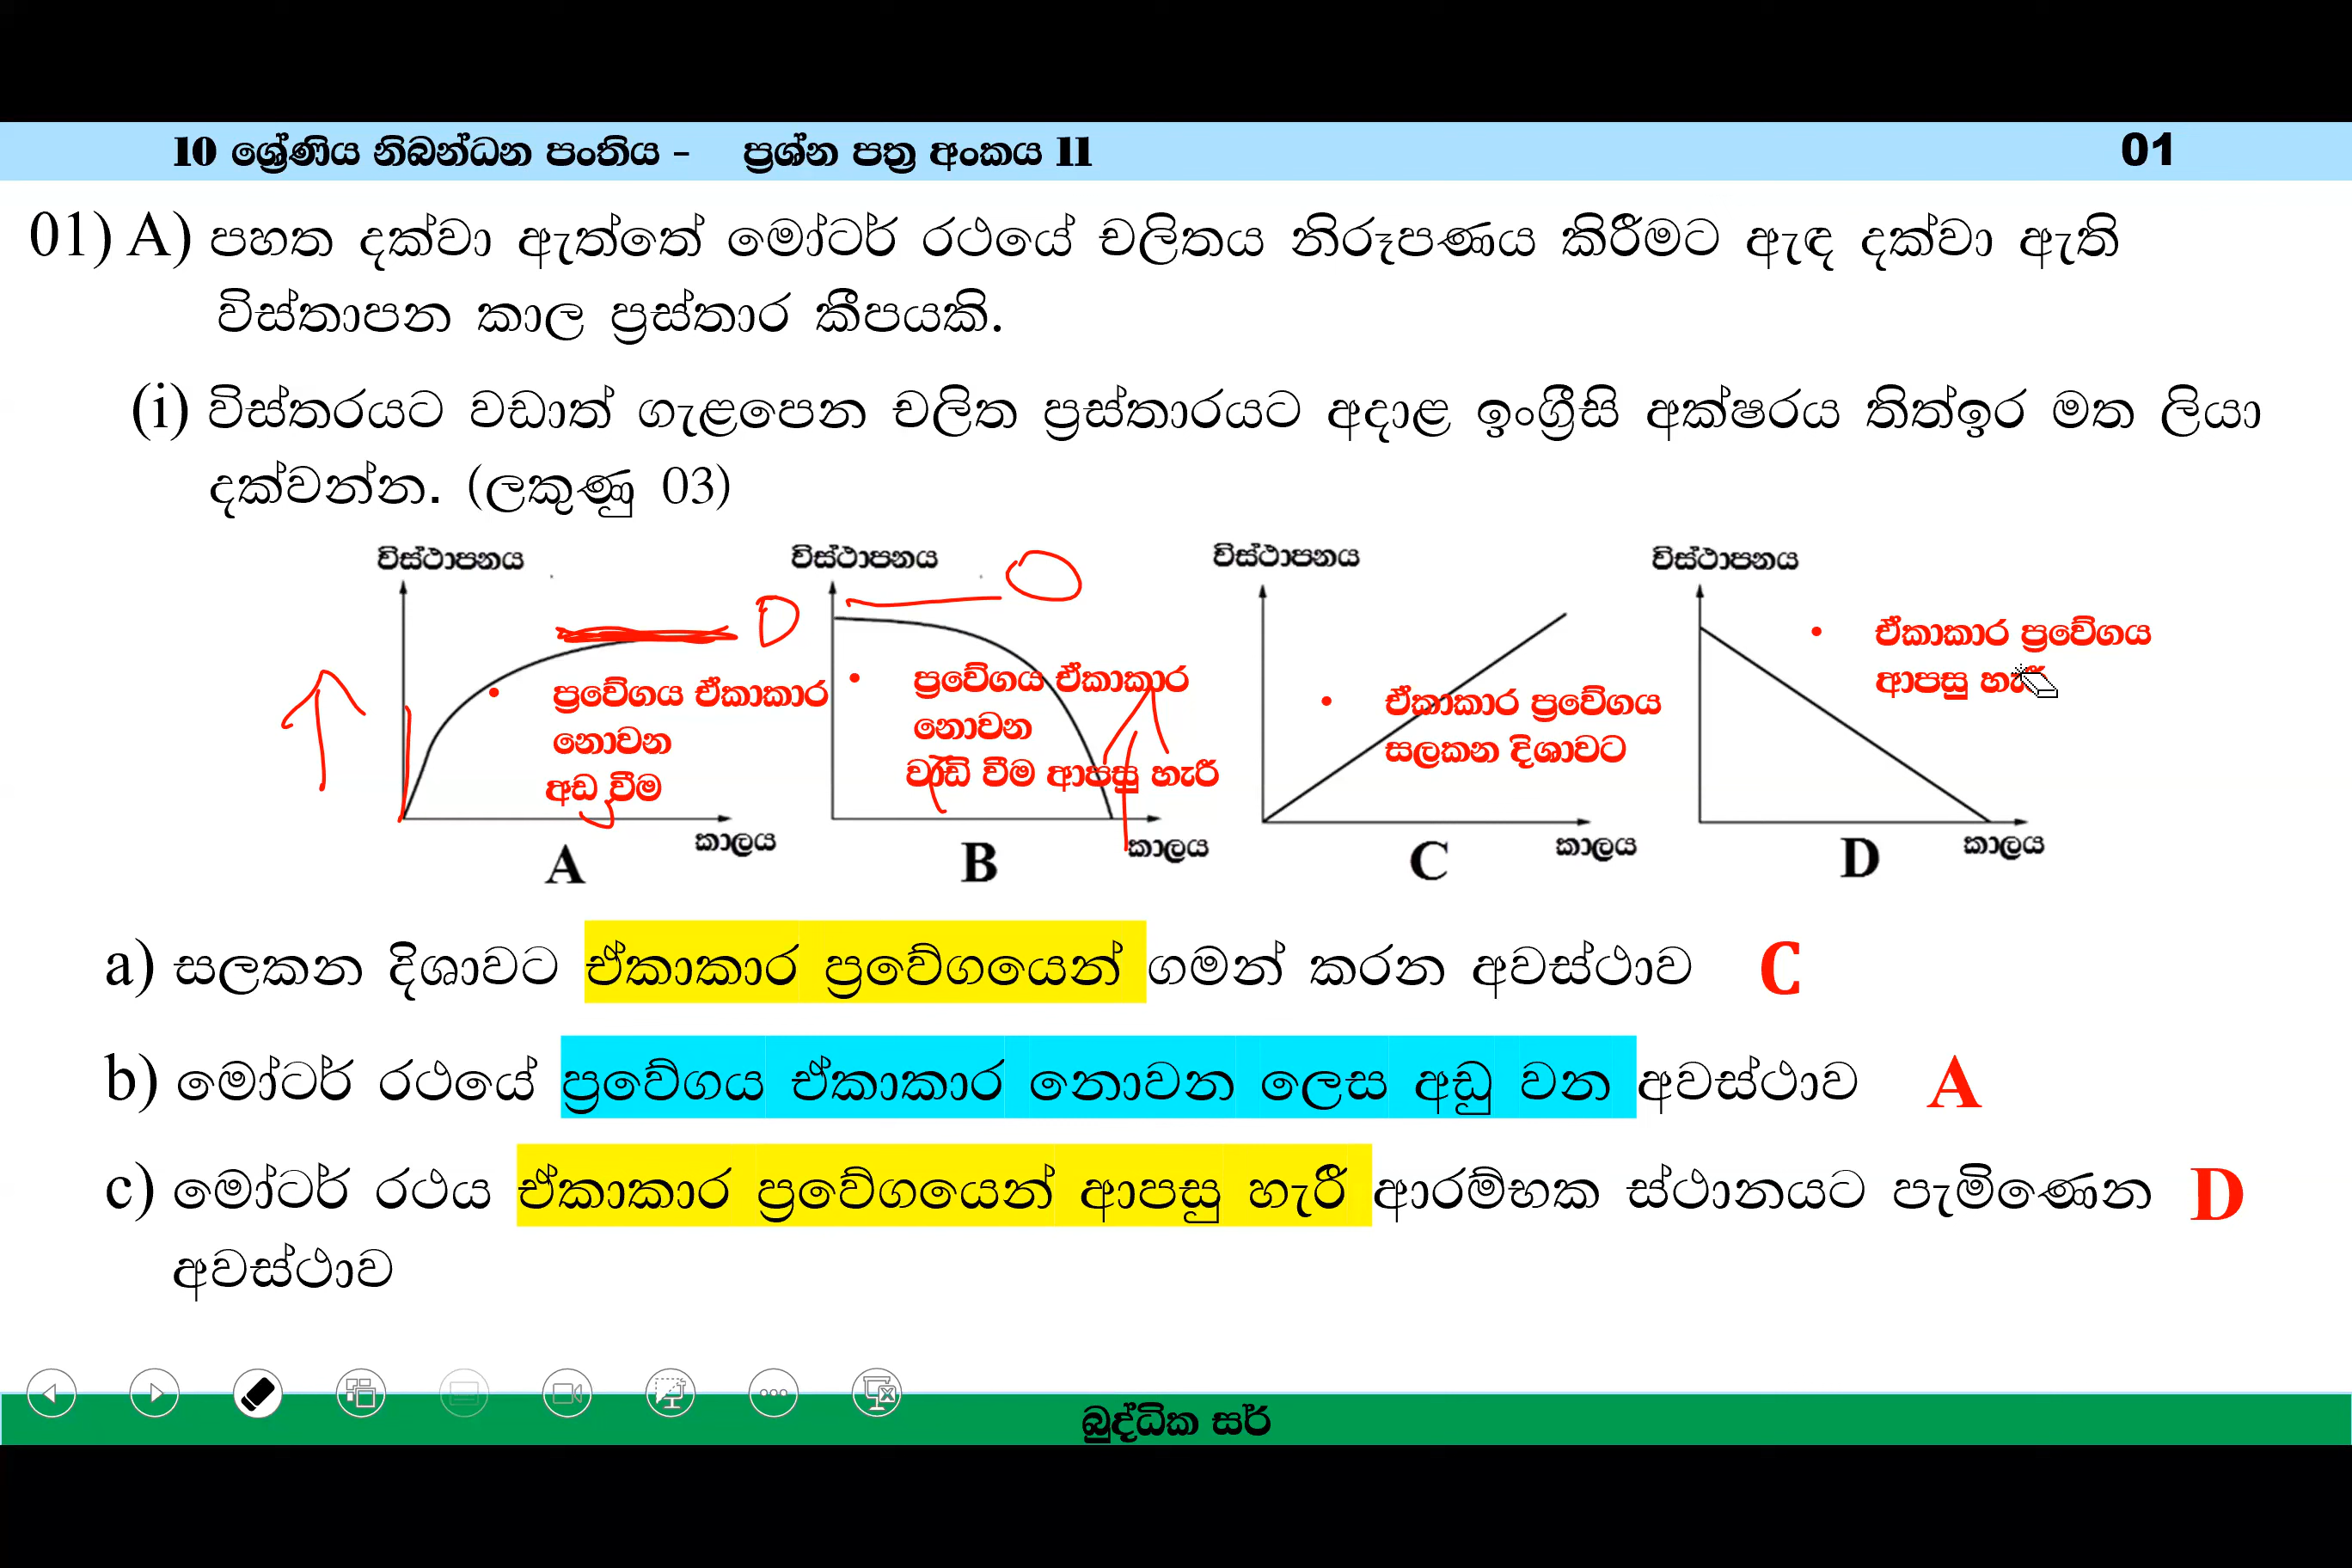 10 ශ්‍රේණිය නිබන්ධන පංතිය - ප්‍රශ්න පත්‍ර අංකය 11
01
01) A) පහත දක්වා ඇත්තේ මෝටර් රථයේ චලිතය නිරූපණය කිරීමට ඇඳ දක්වා ඇති
විස්තාපන කාල ප්‍රස්තාර කීපයකි.
(i) විස්තරයට වඩාත් ගැළපෙන චලිත ප්‍රස්තාරයට අදාළ ඉංග්‍රීසි අක්ෂරය තිත්ඉර මත ලියා
දක්වන්න. (ලකුණු 03)
විස්ථාපනය
• ප්‍රවේගය ඒකාකාර
නොවන
අඩු වීම
කාලය
A
විස්ථාපනය
• ප්‍රවේගය ඒකාකාර
නොවන
වැඩි වීම ආපසු හැරී
කාලය
B
විස්ථාපනය
• ඒකාකාර ප්‍රවේගය
සලකන දිශාවට
කාලය
C
විස්ථාපනය
• ඒකාකාර ප්‍රවේගය
ආපසු හැරී
කාලය
D
a) සලකන දිශාවට ඒකාකාර ප්‍රවේගයෙන් ගමන් කරන අවස්ථාව C
b) මෝටර් රථයේ ප්‍රවේගය ඒකාකාර නොවන ලෙස අඩු වන අවස්ථාව A
c) මෝටර් රථය ඒකාකාර ප්‍රවේගයෙන් ආපසු හැරී ආරම්භක ස්ථානයට පැමිණෙන D
අවස්ථාව
බුද්ධික සර්